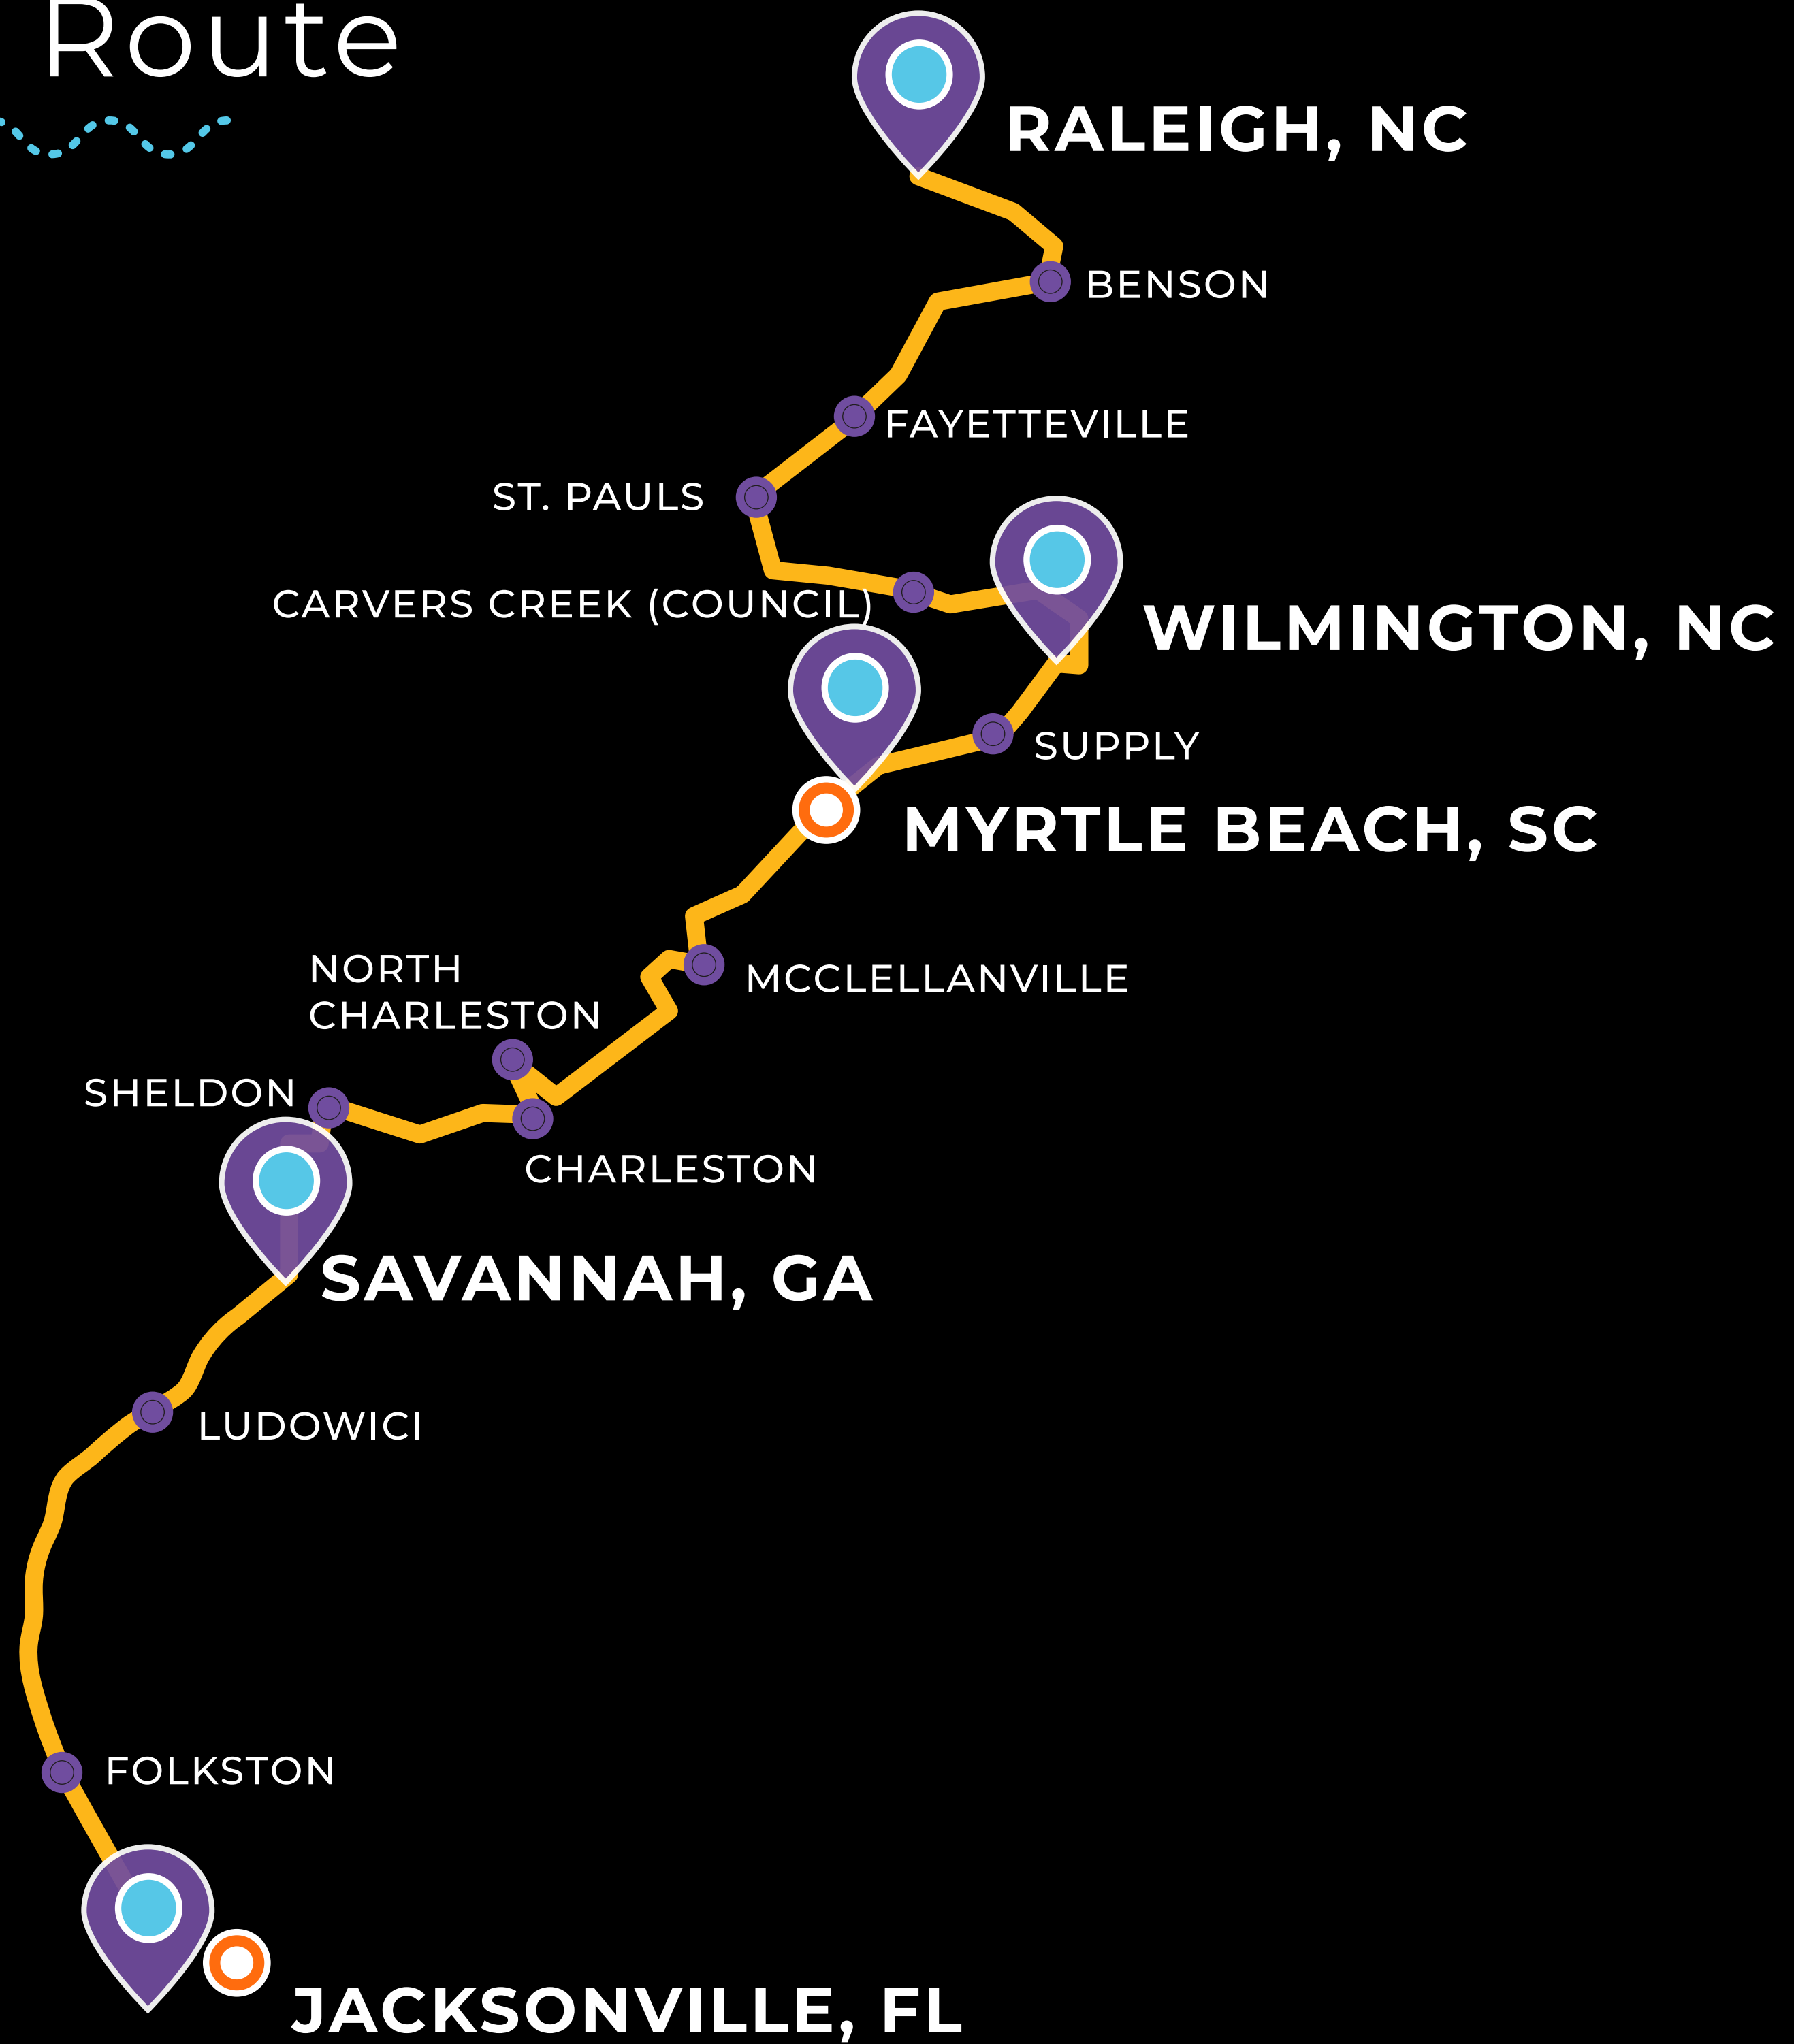 Route
RALEIGH, NC
BENSON
FAYETTEVILLE
ST. PAULS
CARVERS CREEK (COUNCIL)
WILMINGTON, NC
SUPPLY
MYRTLE BEACH, SC
NORTH
CHARLESTON
MCCLELLANVILLE
SHELDON
CHARLESTON
SAVANNAH, GA
LUDOWICI
FOLKSTON
JACKSONVILLE, FL